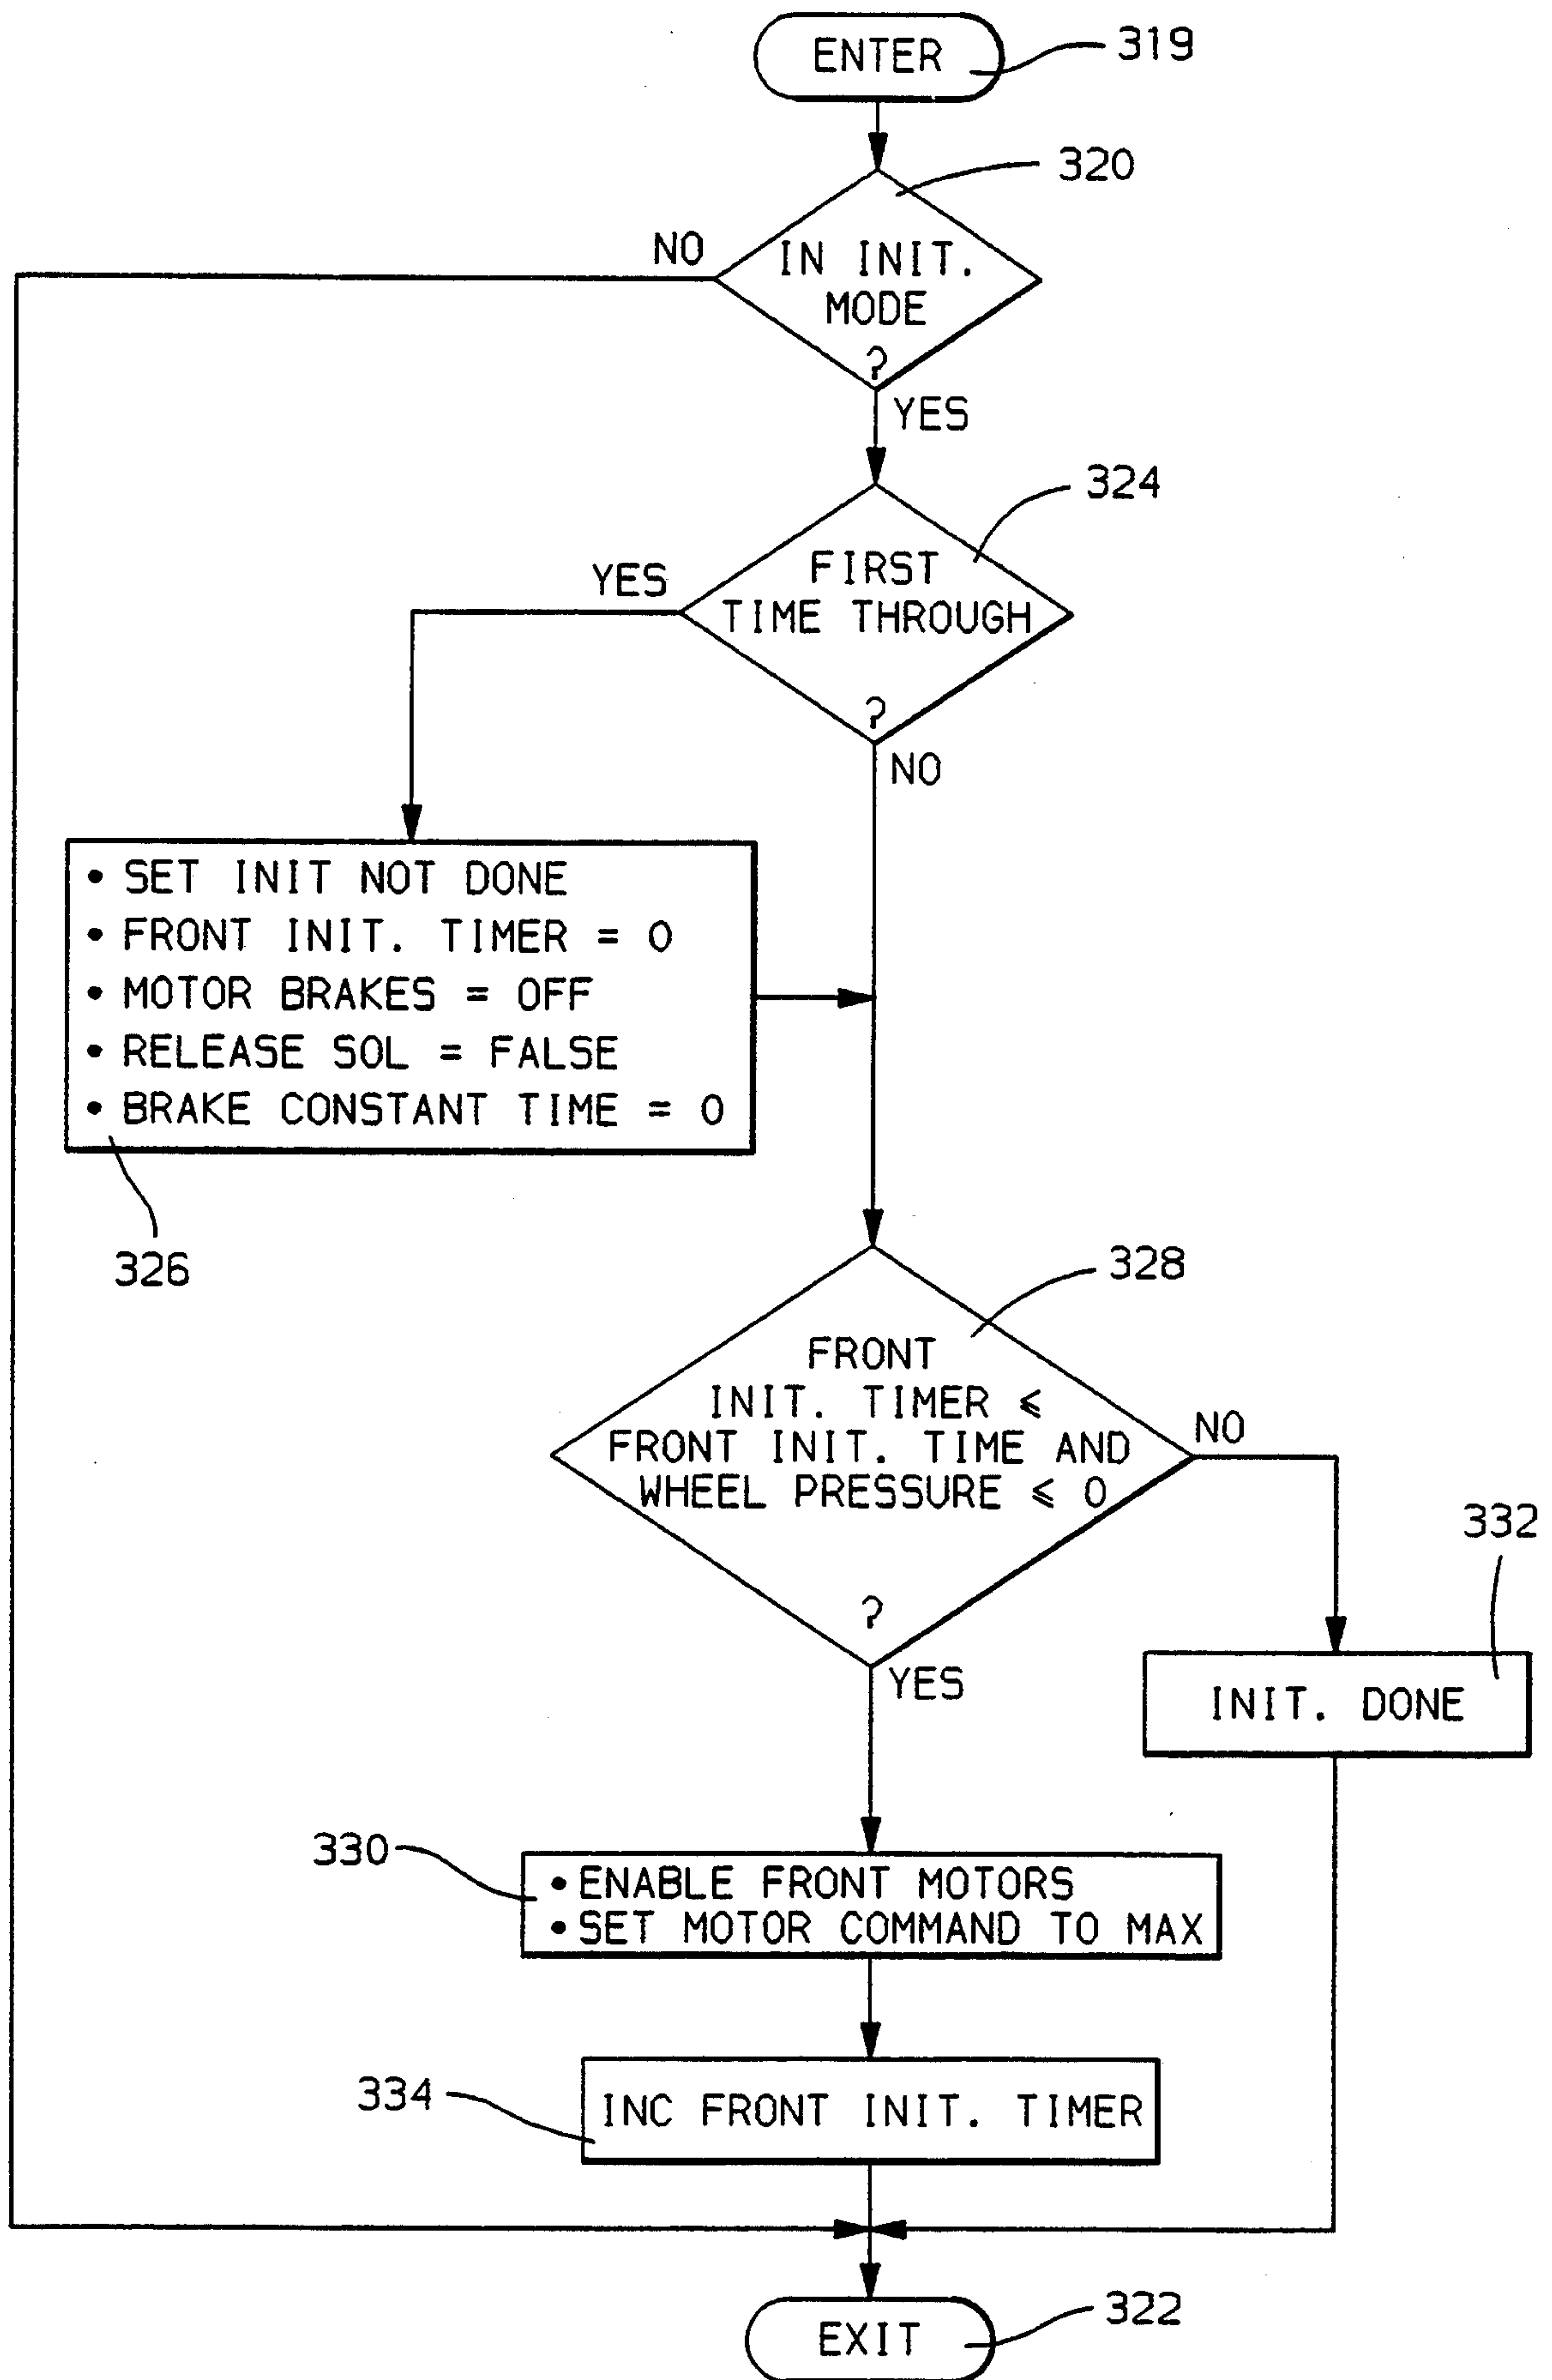 ENTER
319
320
NO
IN INIT.
MODE
?
YES
324
YES
FIRST
TIME THROUGH
?
NO
• SET INIT NOT DONE
• FRONT INIT. TIMER = 0
• MOTOR BRAKES = OFF
• RELEASE SOL = FALSE
• BRAKE CONSTANT TIME = 0
326
328
FRONT
INIT. TIMER ⩽
FRONT INIT. TIME AND
WHEEL PRESSURE ⩽ 0
?
NO
YES
332
INIT. DONE
330
• ENABLE FRONT MOTORS
• SET MOTOR COMMAND TO MAX
334
INC FRONT INIT. TIMER
322
EXIT